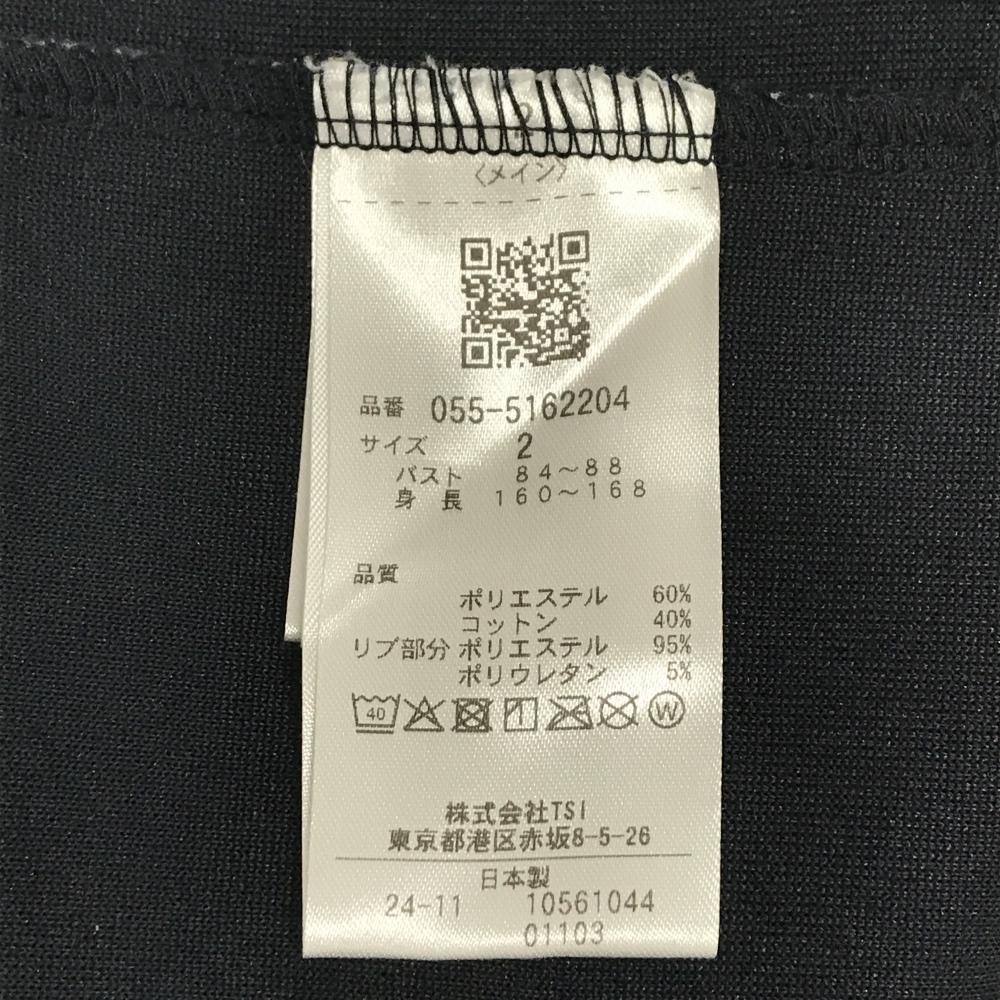 〈メイン〉
品番 055-5162204
サイズ 2
バスト 84～88
身長 160～168
品質
ポリエステル 60%
コットン 40%
リブ部分 ポリエステル 95%
ポリウレタン 5%
40 W
株式会社TSI
東京都港区赤坂8-5-26
日本製
24-11 10561044
01103